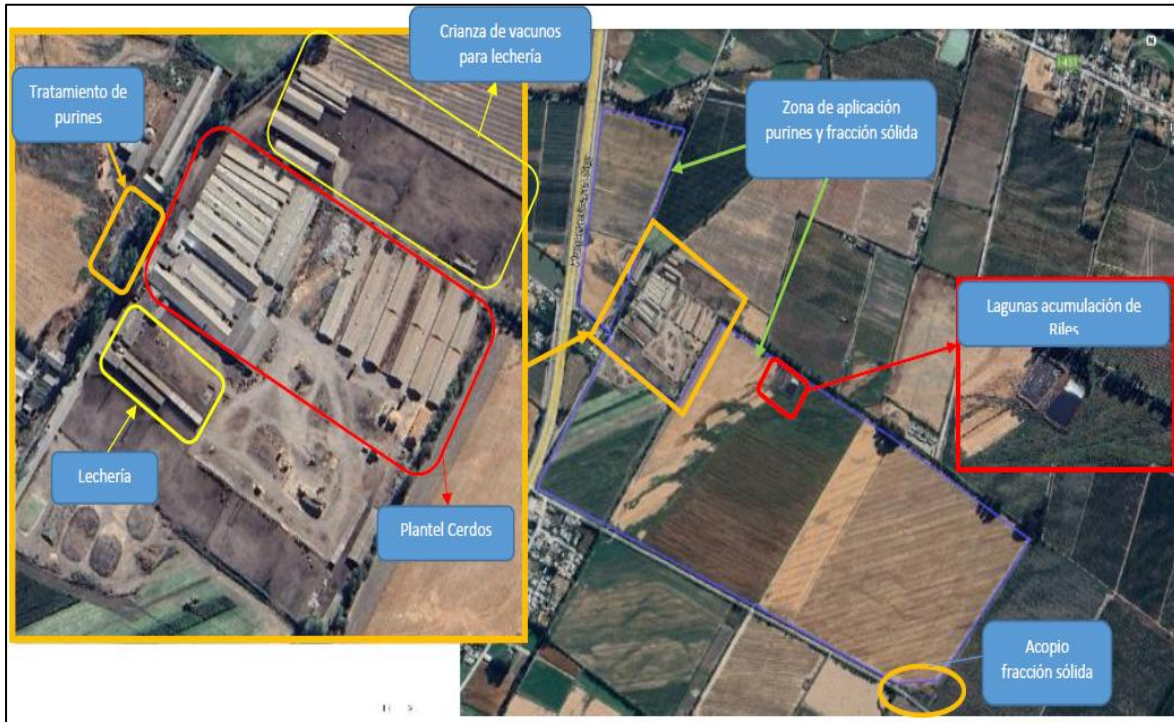 Crianza de vacunos
para lechería
Tratamiento de
purines
Zona de aplicación
purines y fracción sólida
Lagunas acumulación de
Riles
Lechería
Plantel Cerdos
Acopio
fracción sólida